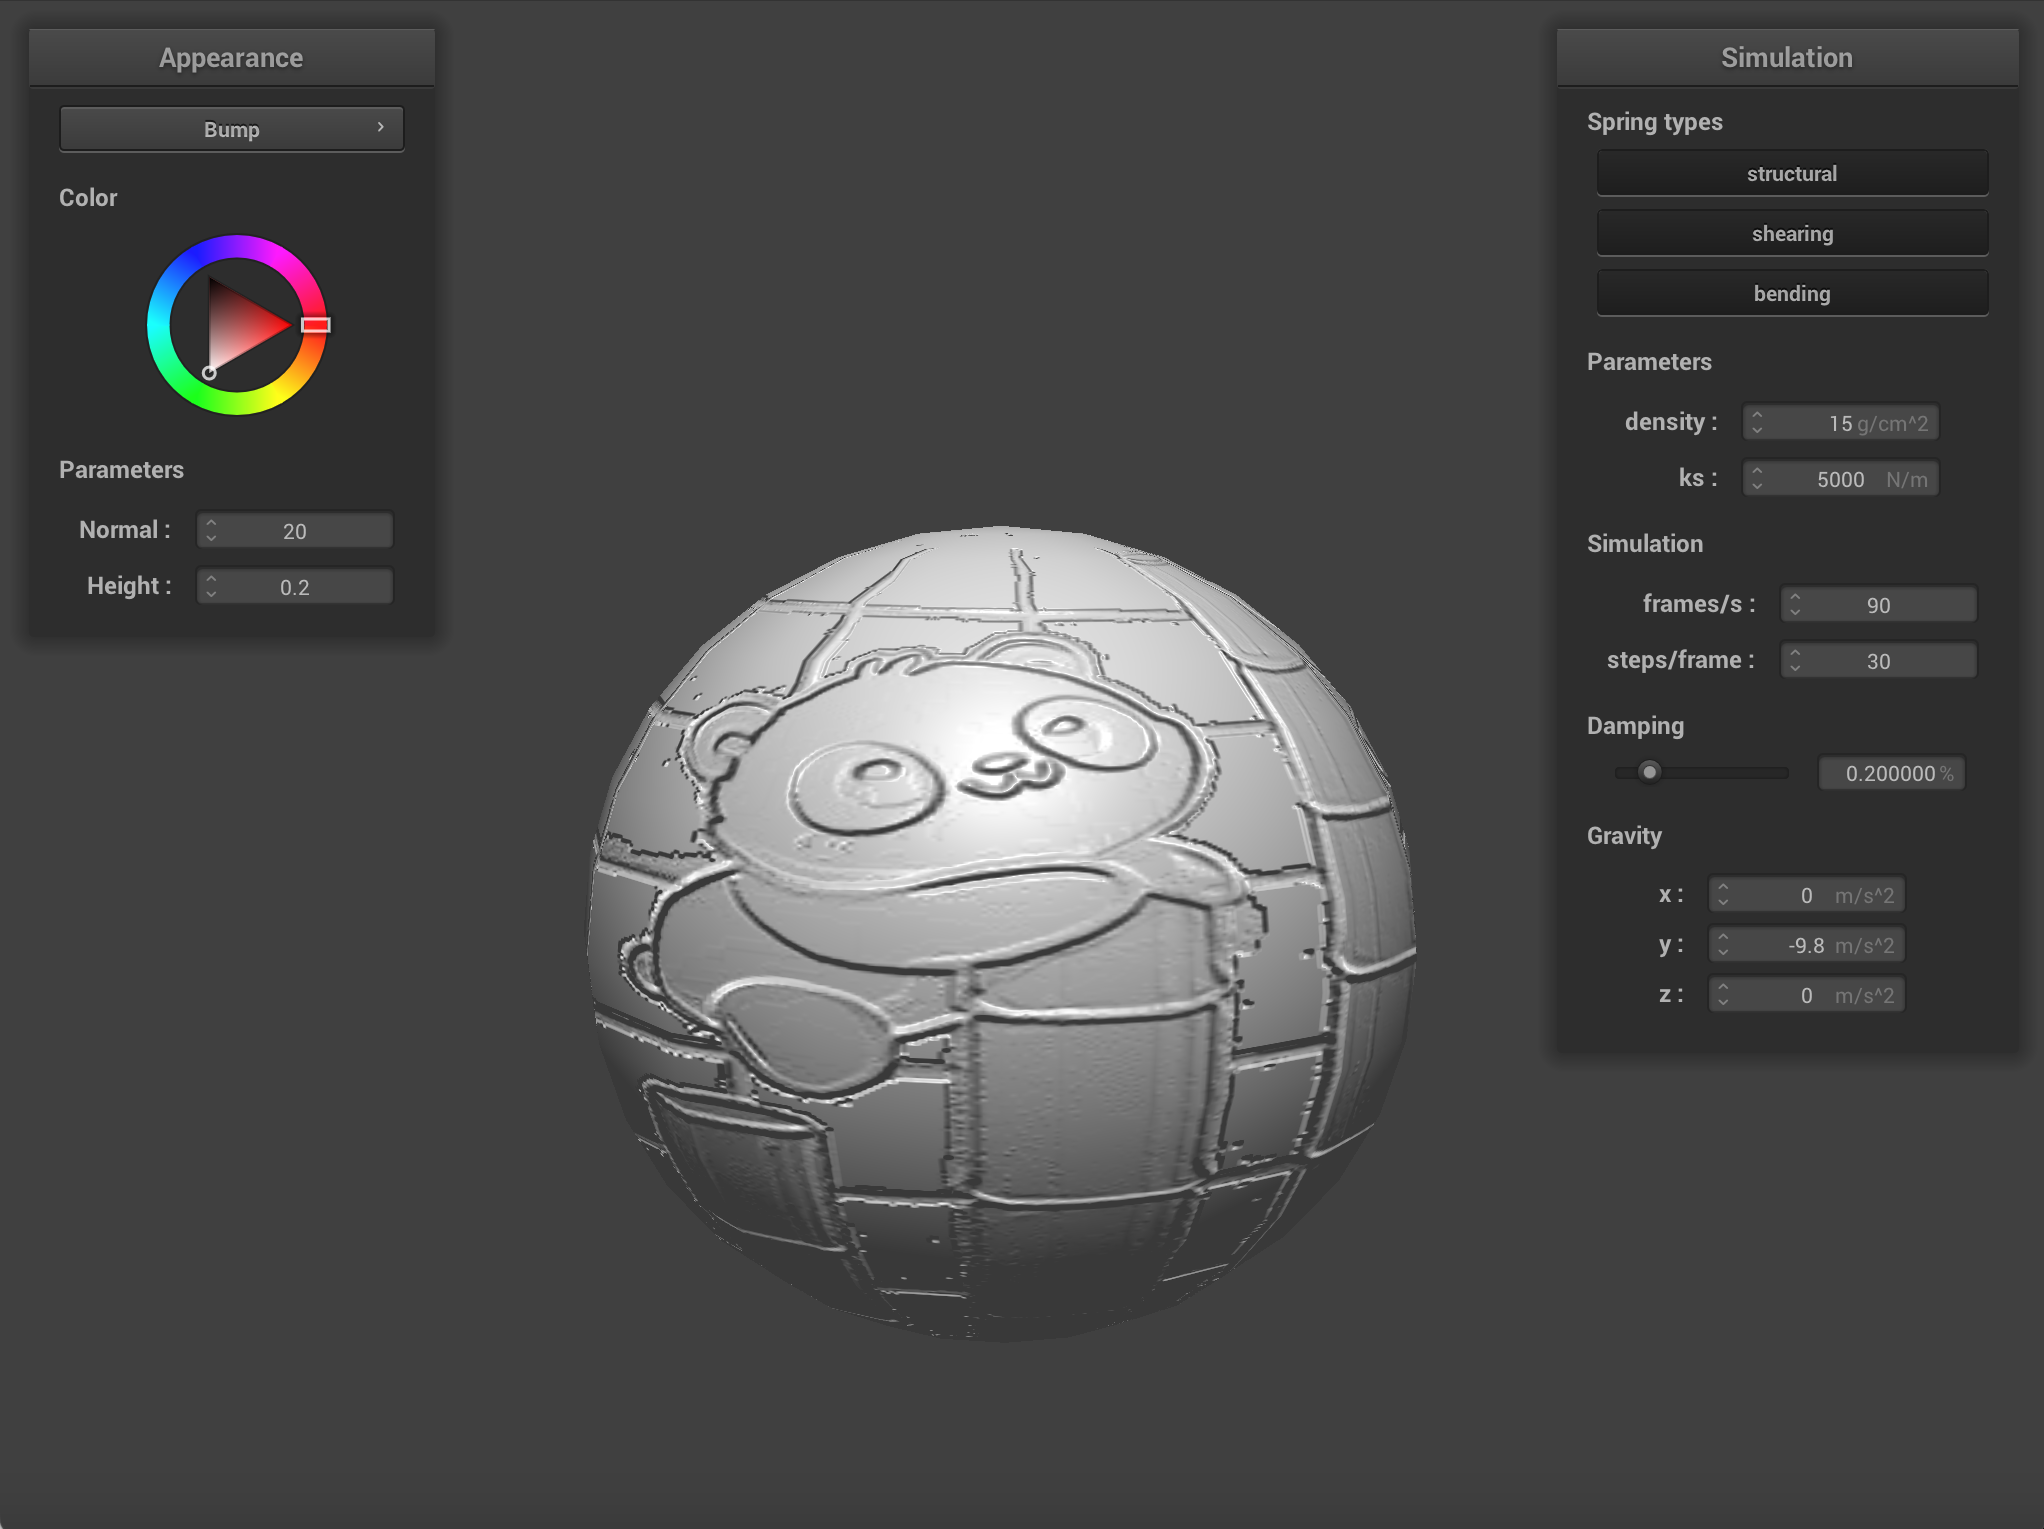 Appearance
Bump
Color
Parameters
Normal : 20
Height : 0.2
Simulation
Spring types
structural
shearing
bending
Parameters
density : 15 g/cm^2
ks : 5000 N/m
Simulation
frames/s : 90
steps/frame : 30
Damping
0.200000 %
Gravity
x : 0 m/s^2
y : -9.8 m/s^2
z : 0 m/s^2